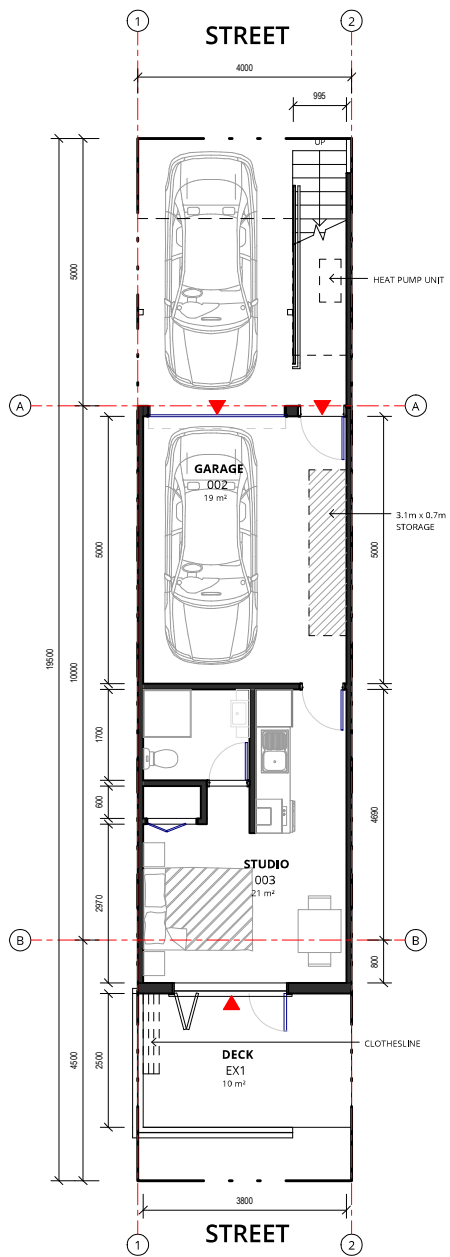 1
2
STREET
4000
995
UP
5000
HEAT PUMP UNIT
A
A
GARAGE
002
19 m²
3.1m x 0.7m
STORAGE
5000
5000
19500
10000
1700
600
4690
STUDIO
003
21 m²
2970
B
B
800
CLOTHESLINE
DECK
EX1
10 m²
2500
4500
3800
1
STREET
2